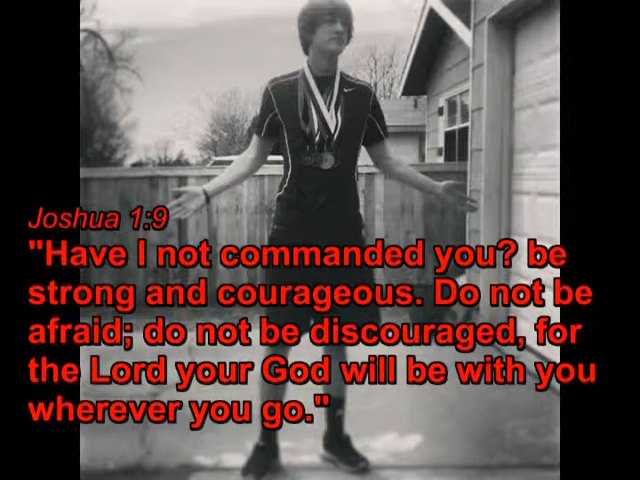 Joshua 1:9
"Have I not commanded you? be
strong and courageous. Do not be
afraid; do not be discouraged, for
the Lord your God will be with you
wherever you go."